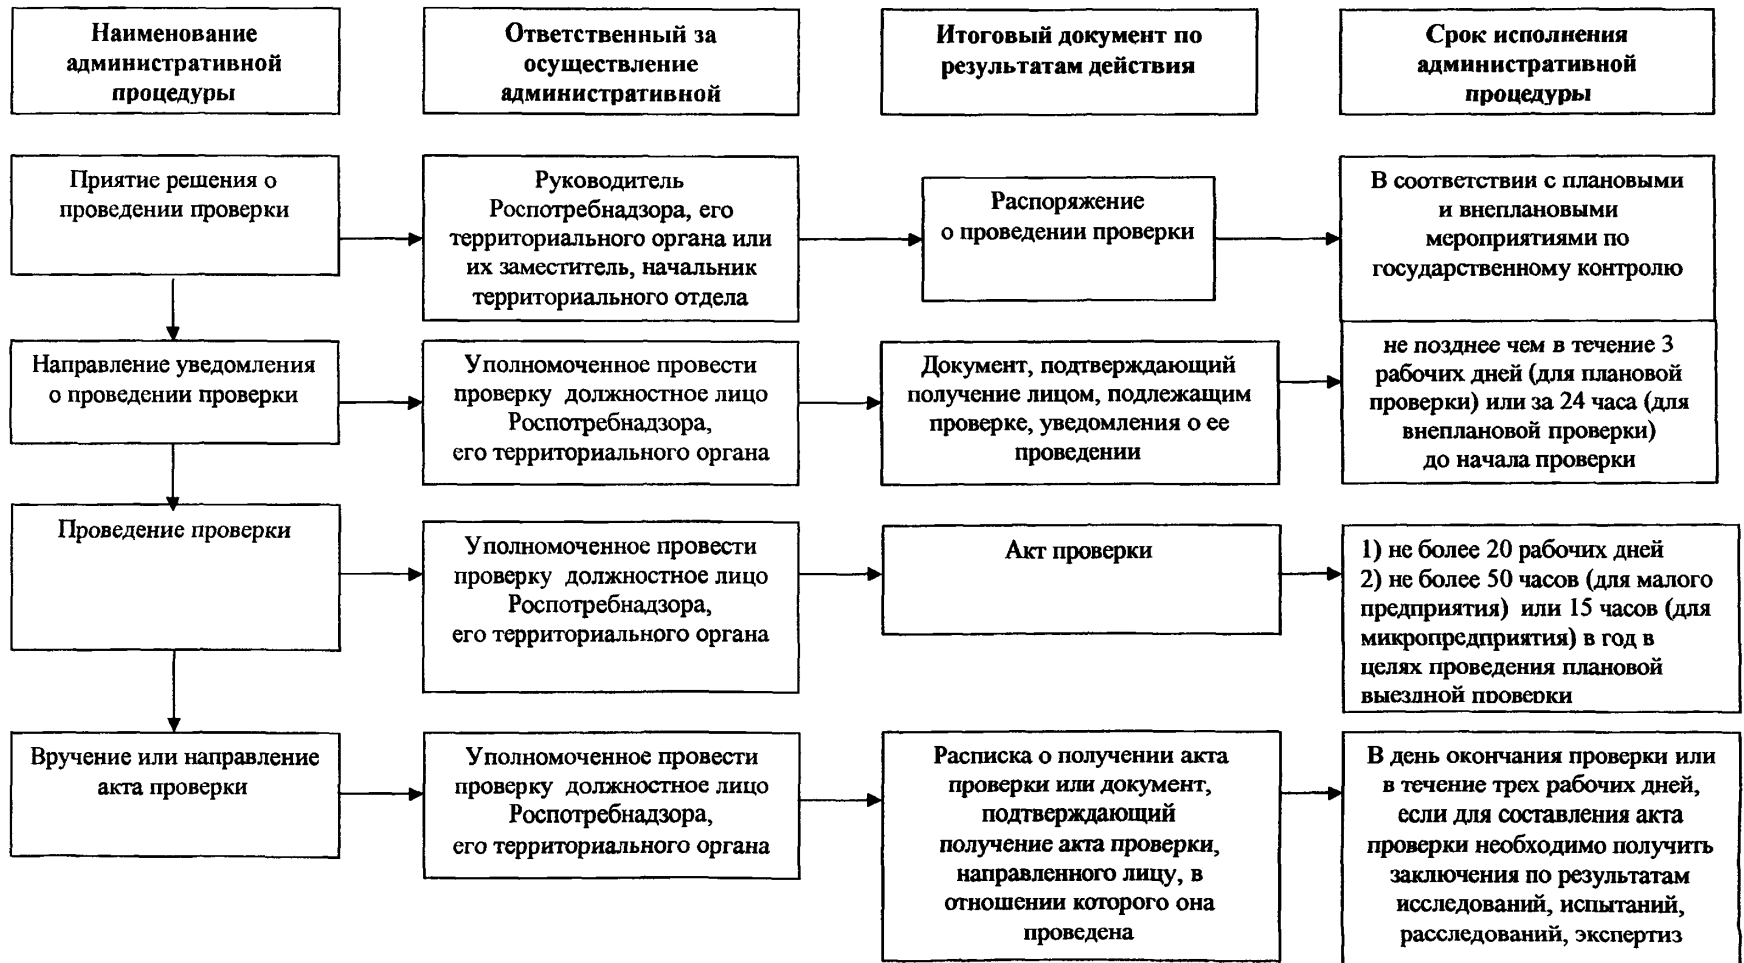 Наименование
административной
процедуры
Ответственный за
осуществление
административной
Итоговый документ по
результатам действия
Срок исполнения
административной
процедуры
Приятие решения о
проведении проверки
Руководитель
Роспотребнадзора, его
территориального органа или
их заместитель, начальник
территориального отдела
Распоряжение
о проведении проверки
В соответствии с плановыми
и внеплановыми
мероприятиями по
государственному контролю
Направление уведомления
о проведении проверки
Уполномоченное провести
проверку должностное лицо
Роспотребнадзора,
его территориального органа
Документ, подтверждающий
получение лицом, подлежащим
проверке, уведомления о ее
проведении
не позднее чем в течение 3
рабочих дней (для плановой
проверки) или за 24 часа (для
внеплановой проверки)
до начала проверки
Проведение проверки
Уполномоченное провести
проверку должностное лицо
Роспотребнадзора,
его территориального органа
Акт проверки
1) не более 20 рабочих дней
2) не более 50 часов (для малого
предприятия) или 15 часов (для
микропредприятия) в год в
целях проведения плановой
выездной проверки
Вручение или направление
акта проверки
Уполномоченное провести
проверку должностное лицо
Роспотребнадзора,
его территориального органа
Расписка о получении акта
проверки или документ,
подтверждающий
получение акта проверки,
направленного лицу, в
отношении которого она
проведена
В день окончания проверки или
в течение трех рабочих дней,
если для составления акта
проверки необходимо получить
заключения по результатам
исследований, испытаний,
расследований, экспертиз